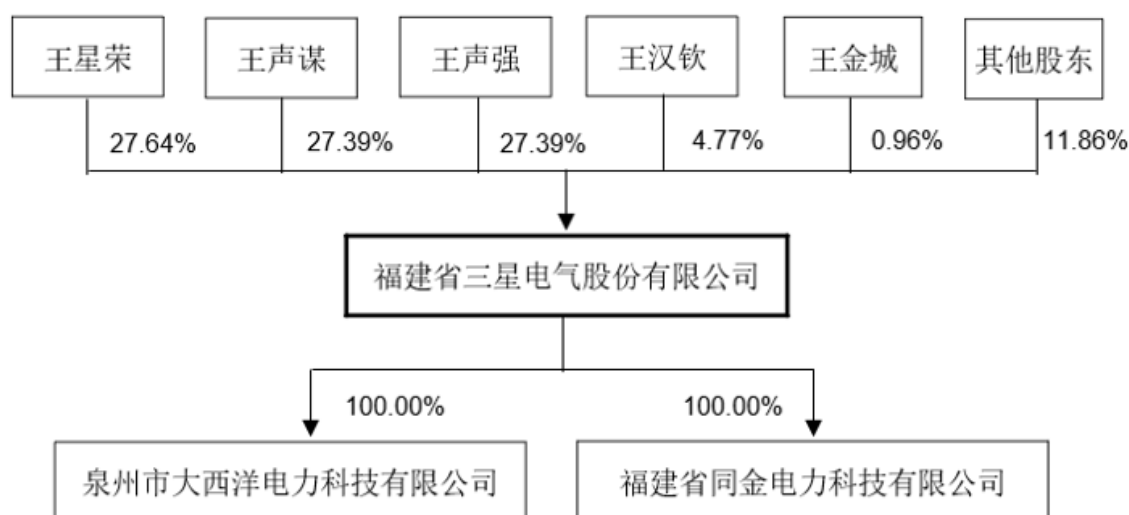 王星荣
王声谋
王声强
王汉钦
王金城
其他股东
27.64%
27.39%
27.39%
4.77%
0.96%
11.86%
福建省三星电气股份有限公司
100.00%
100.00%
泉州市大西洋电力科技有限公司
福建省同金电力科技有限公司